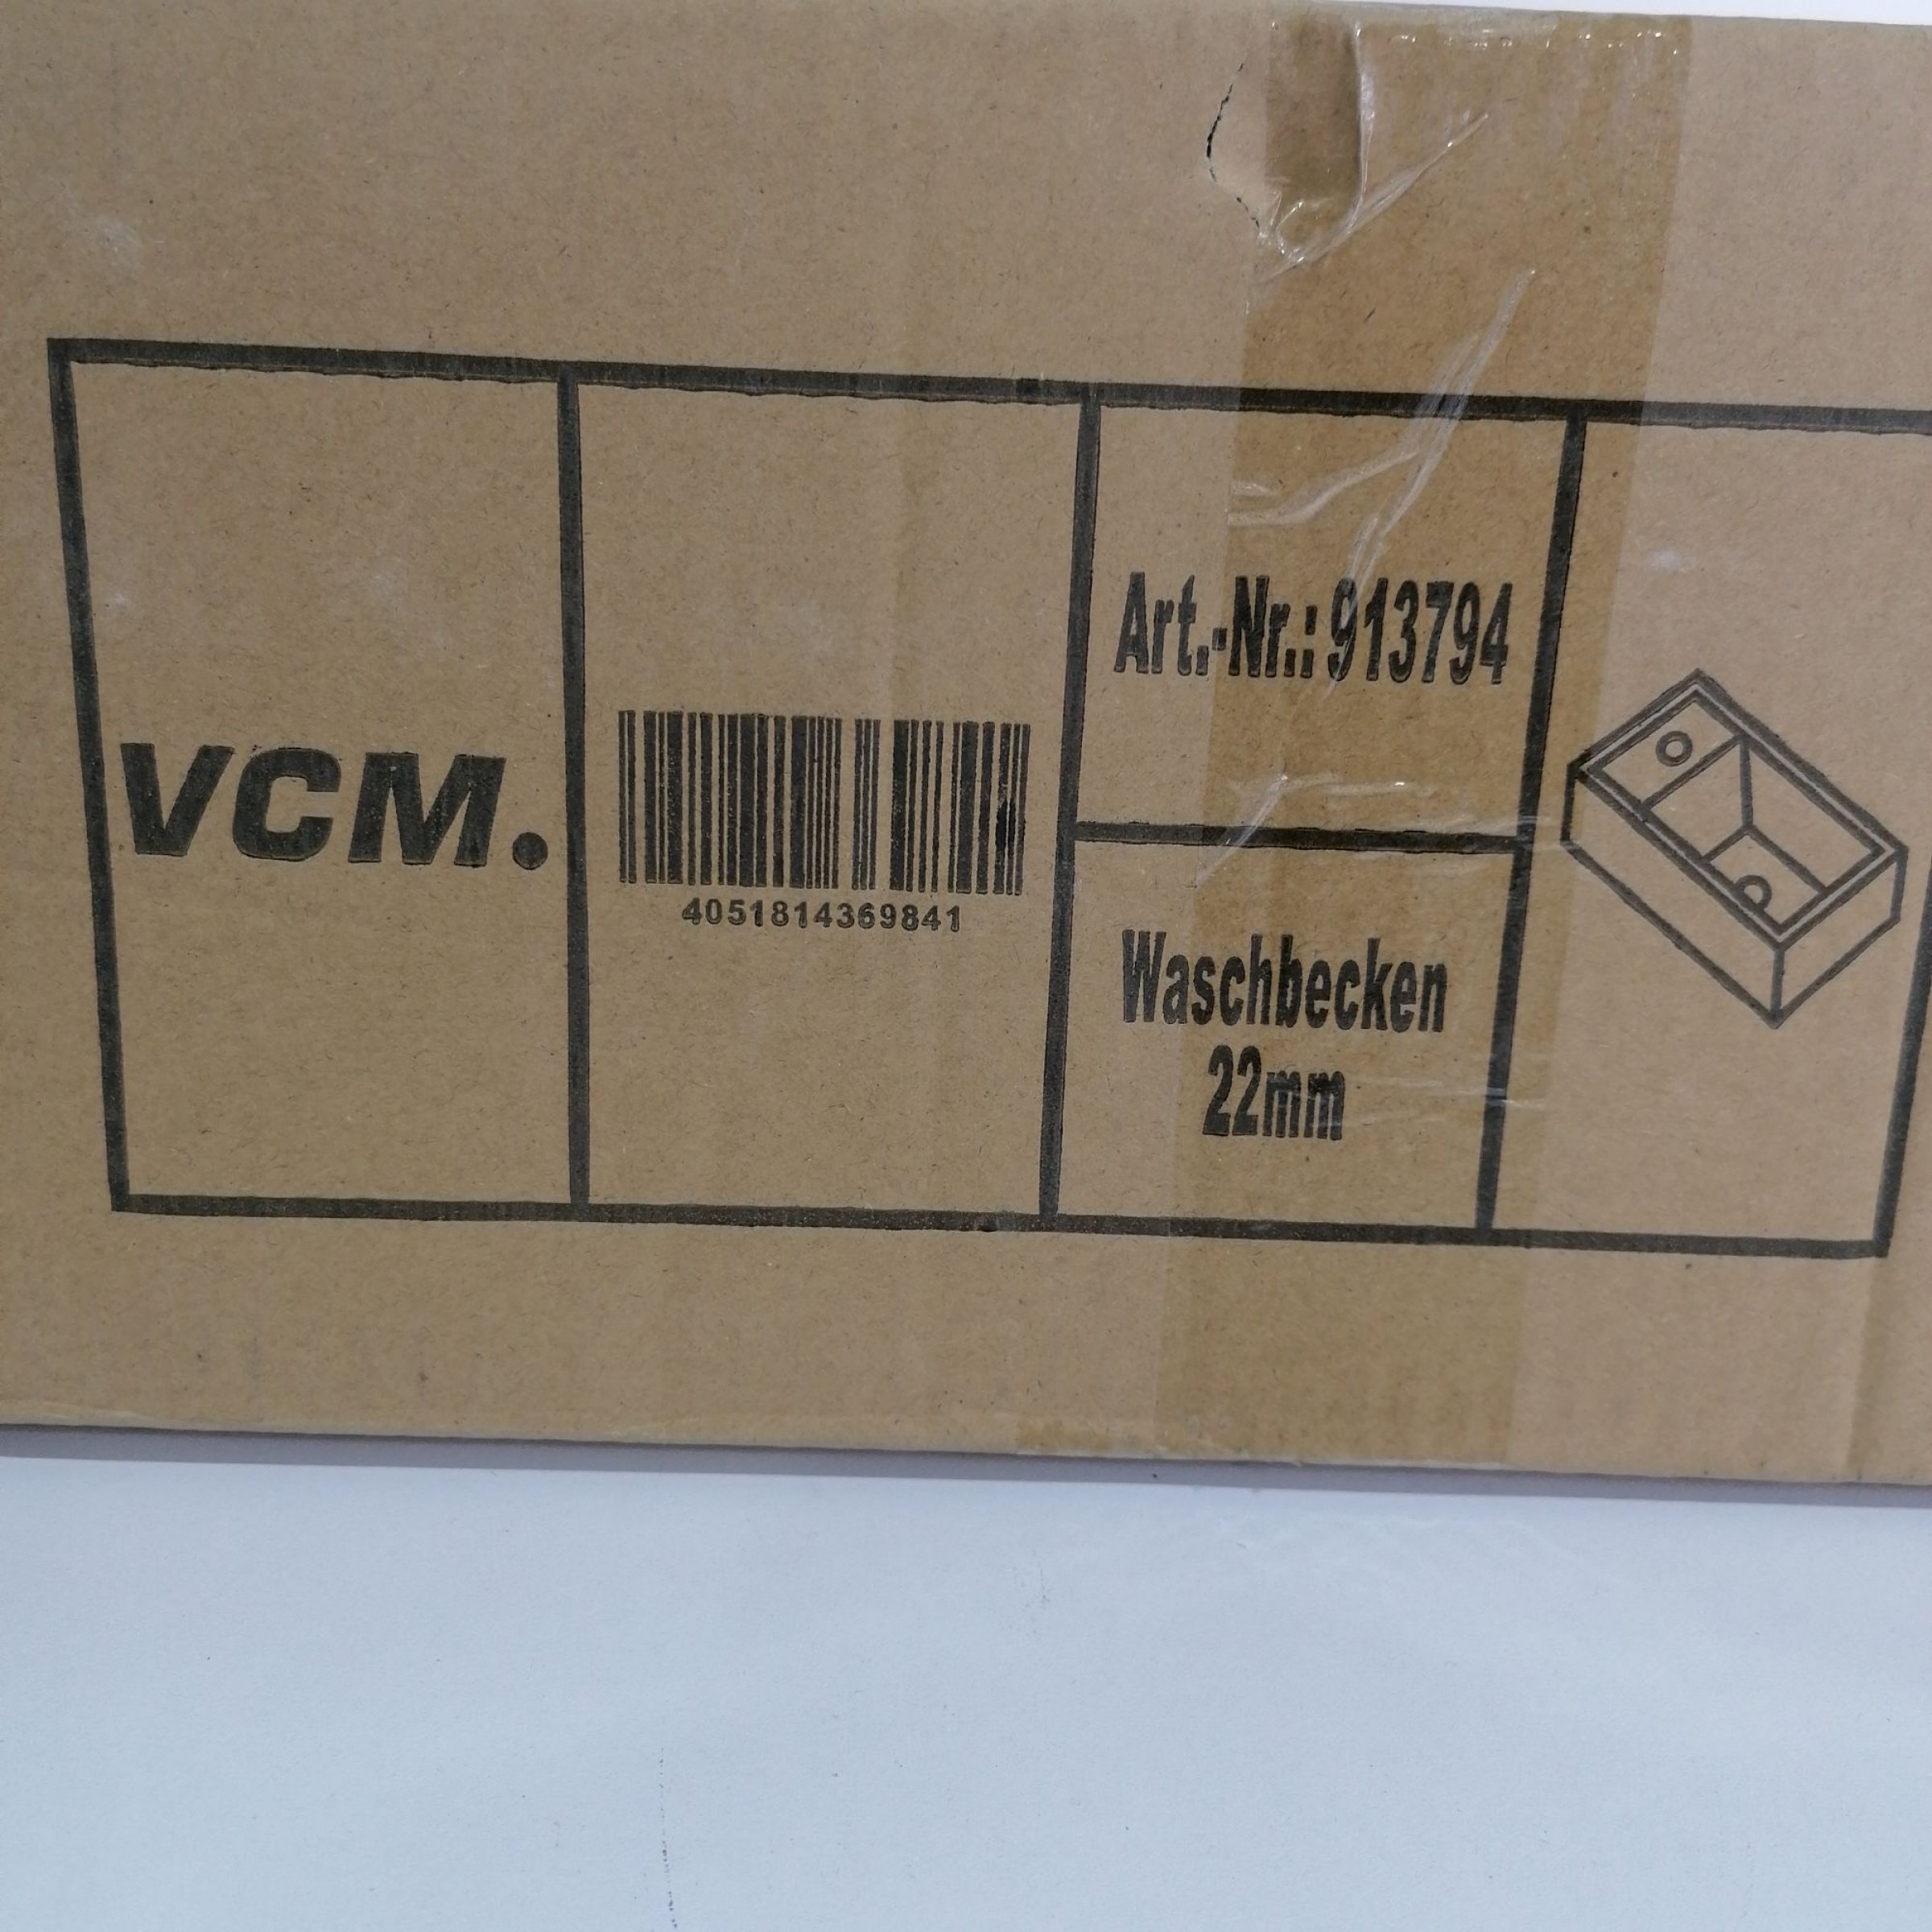 VCM.
4051814369841
Art.-Nr.: 913794
Waschbecken
22mm